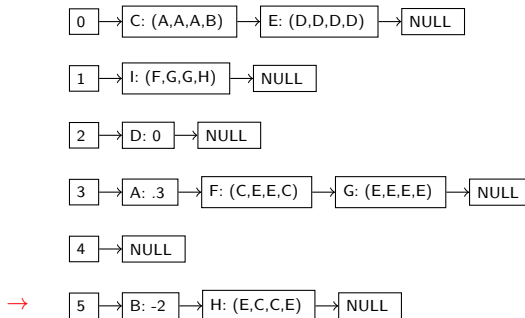 0 C: (A,A,A,B) E: (D,D,D,D) NULL
1 I: (F,G,G,H) NULL
2 D: 0 NULL
3 A: .3 F: (C,E,E,C) G: (E,E,E,E) NULL
4 NULL
→ 5 B: -2 H: (E,C,C,E) NULL